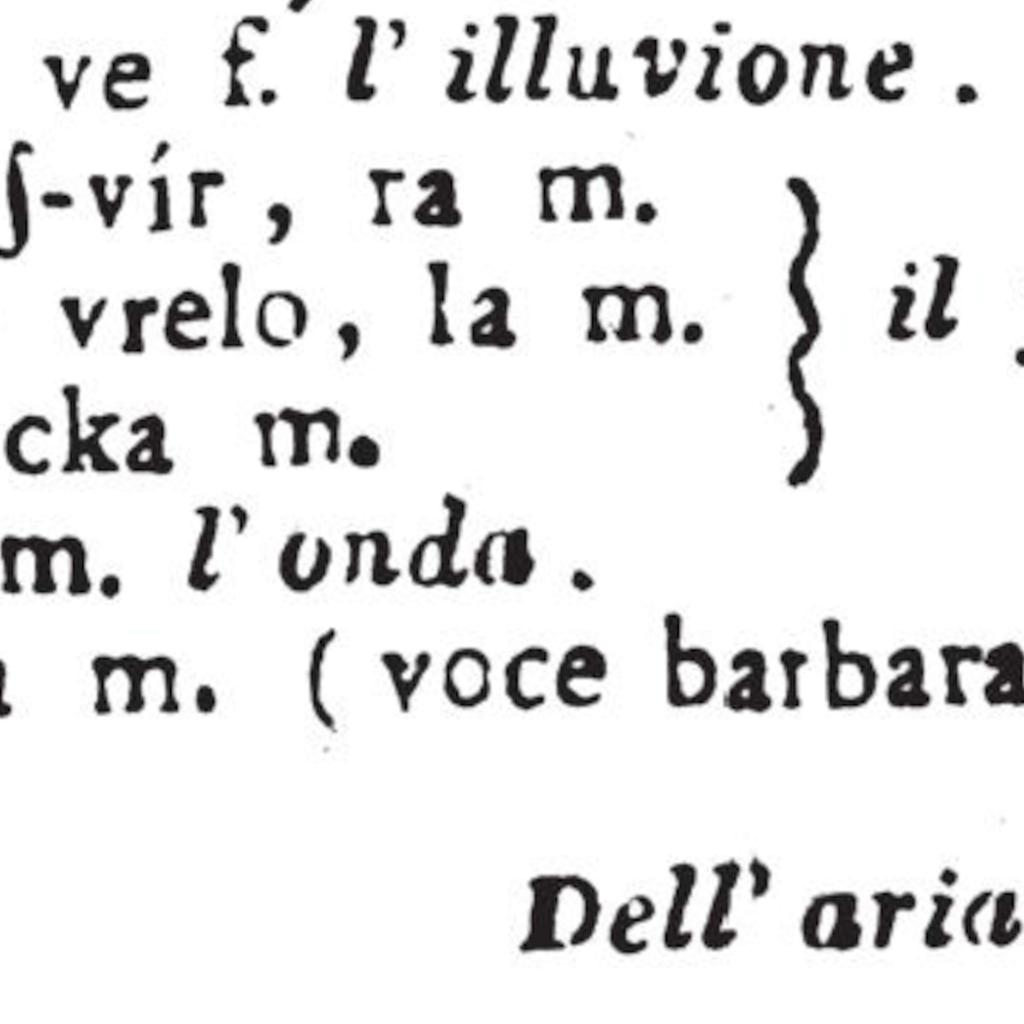 ve f. l' illuvione .
ʃ-vír , ra m.
vrelo, la m. } il
cka m.
m. l' onda .
m. ( voce barbara
Dell' aria